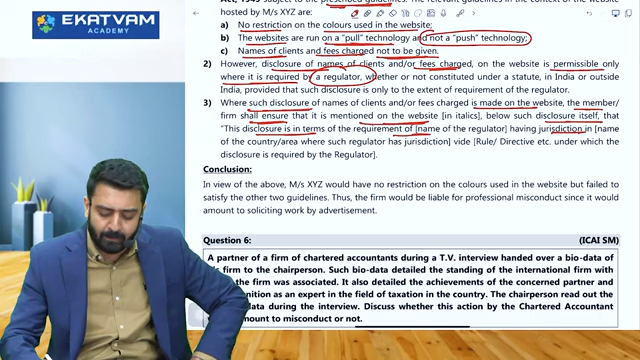 EKATVAM
ACADEMY
Act, 1949 subject to the prescribed guidelines. The relevant guidelines in the context of the website
hosted by M/s XYZ are:
a) No restriction on the colours used in the website;
b) The websites are run on a "pull" technology and not a "push" technology;
c) Names of clients and fees charged not to be given.
2) However, disclosure of names of clients and/or fees charged, on the website is permissible only
where it is required by a regulator, whether or not constituted under a statute, in India or outside
India, provided that such disclosure is only to the extent of requirement of the regulator.
3) Where such disclosure of names of clients and/or fees charged is made on the website, the member/
firm shall ensure that it is mentioned on the website [in italics], below such disclosure itself, that
"This disclosure is in terms of the requirement of [name of the regulator] having jurisdiction in [name
of the country/area where such regulator has jurisdiction] vide [Rule/ Directive etc. under which the
disclosure is required by the Regulator].
Conclusion:
In view of the above, M/s XYZ would have no restriction on the colours used in the website but failed to
satisfy the other two guidelines. Thus, the firm would be liable for professional misconduct since it would
amount to soliciting work by advertisement.
Question 6: (ICAI SM)
A partner of a firm of chartered accountants during a T.V. interview handed over a bio-data of
firm to the chairperson. Such bio-data detailed the standing of the international firm with
the firm was associated. It also detailed the achievements of the concerned partner and
as an expert in the field of taxation in the country. The chairperson read out the
during the interview. Discuss whether this action by the Chartered Accountant
to misconduct or not.